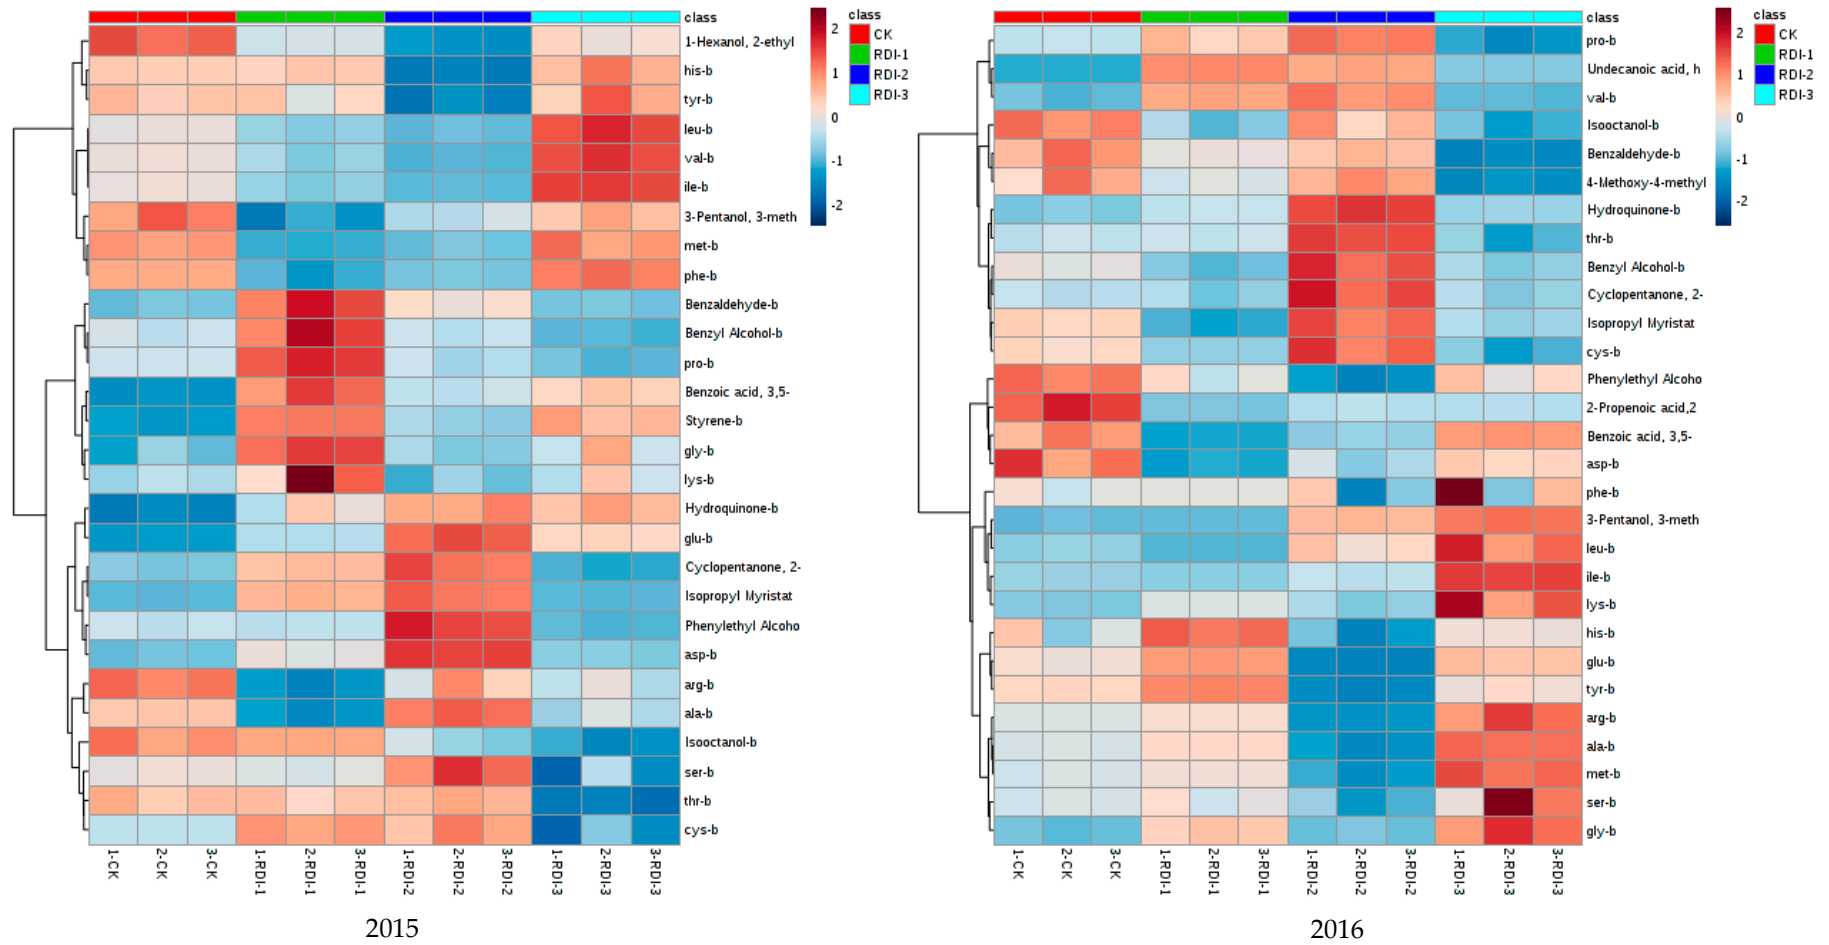 class
1-Hexanol, 2-ethyl
his-b
tyr-b
leu-b
val-b
ile-b
3-Pentanol, 3-meth
met-b
phe-b
Benzaldehyde-b
Benzyl Alcohol-b
pro-b
Benzoic acid, 3,5-
Styrene-b
gly-b
lys-b
Hydroquinone-b
glu-b
Cyclopentanone, 2-
Isopropyl Myristat
Phenylethyl Alcoho
asp-b
arg-b
ala-b
Isooctanol-b
ser-b
thr-b
cys-b
1-CK
2-CK
3-CK
1-RDI-1
2-RDI-1
3-RDI-1
1-RDI-2
2-RDI-2
3-RDI-2
1-RDI-3
2-RDI-3
3-RDI-3
2
1
0
-1
-2
class
CK
RDI-1
RDI-2
RDI-3
2015
class
pro-b
Undecanoic acid, h
val-b
Isooctanol-b
Benzaldehyde-b
4-Methoxy-4-methyl
Hydroquinone-b
thr-b
Benzyl Alcohol-b
Cyclopentanone, 2-
Isopropyl Myristat
cys-b
Phenylethyl Alcoho
2-Propenoic acid,2
Benzoic acid, 3,5-
asp-b
phe-b
3-Pentanol, 3-meth
leu-b
ile-b
lys-b
his-b
glu-b
tyr-b
arg-b
ala-b
met-b
ser-b
gly-b
1-CK
2-CK
3-CK
1-RDI-1
2-RDI-1
3-RDI-1
1-RDI-2
2-RDI-2
3-RDI-2
1-RDI-3
2-RDI-3
3-RDI-3
2
1
0
-1
-2
class
CK
RDI-1
RDI-2
RDI-3
2016